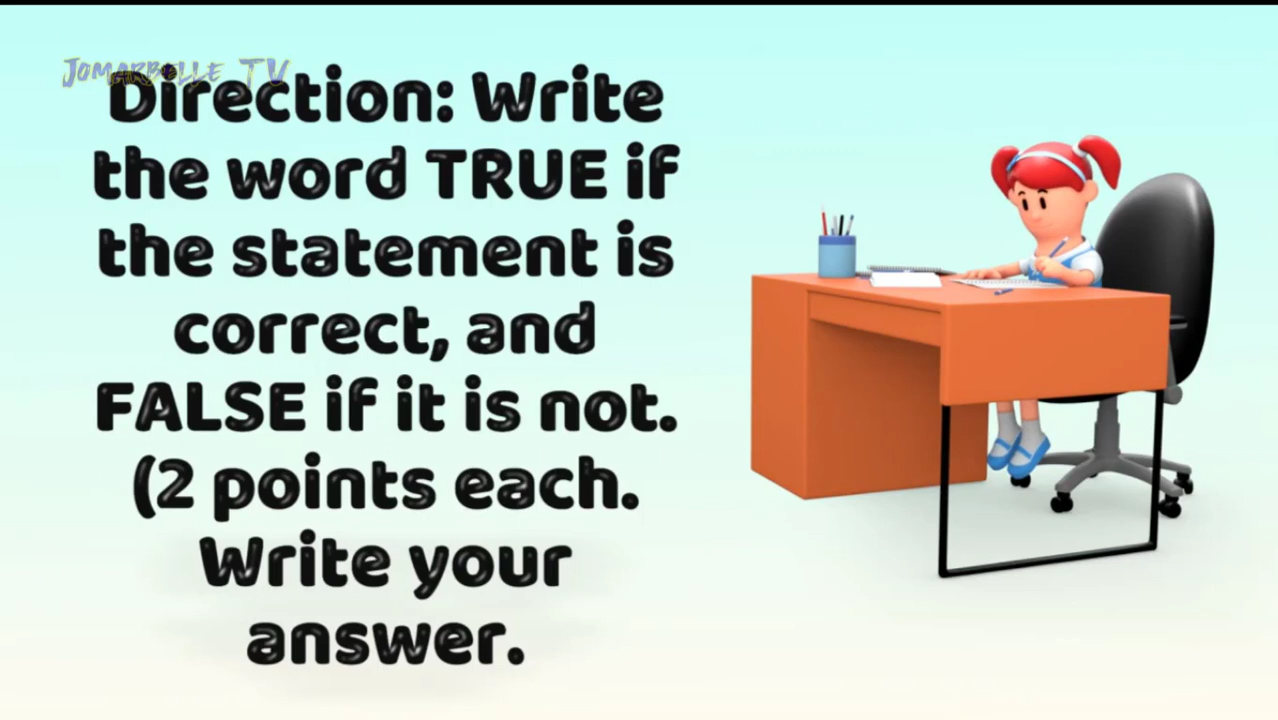 JOMARBELLE TV
Direction: Write
the word TRUE if
the statement is
correct, and
FALSE if it is not.
(2 points each.
Write your
answer.